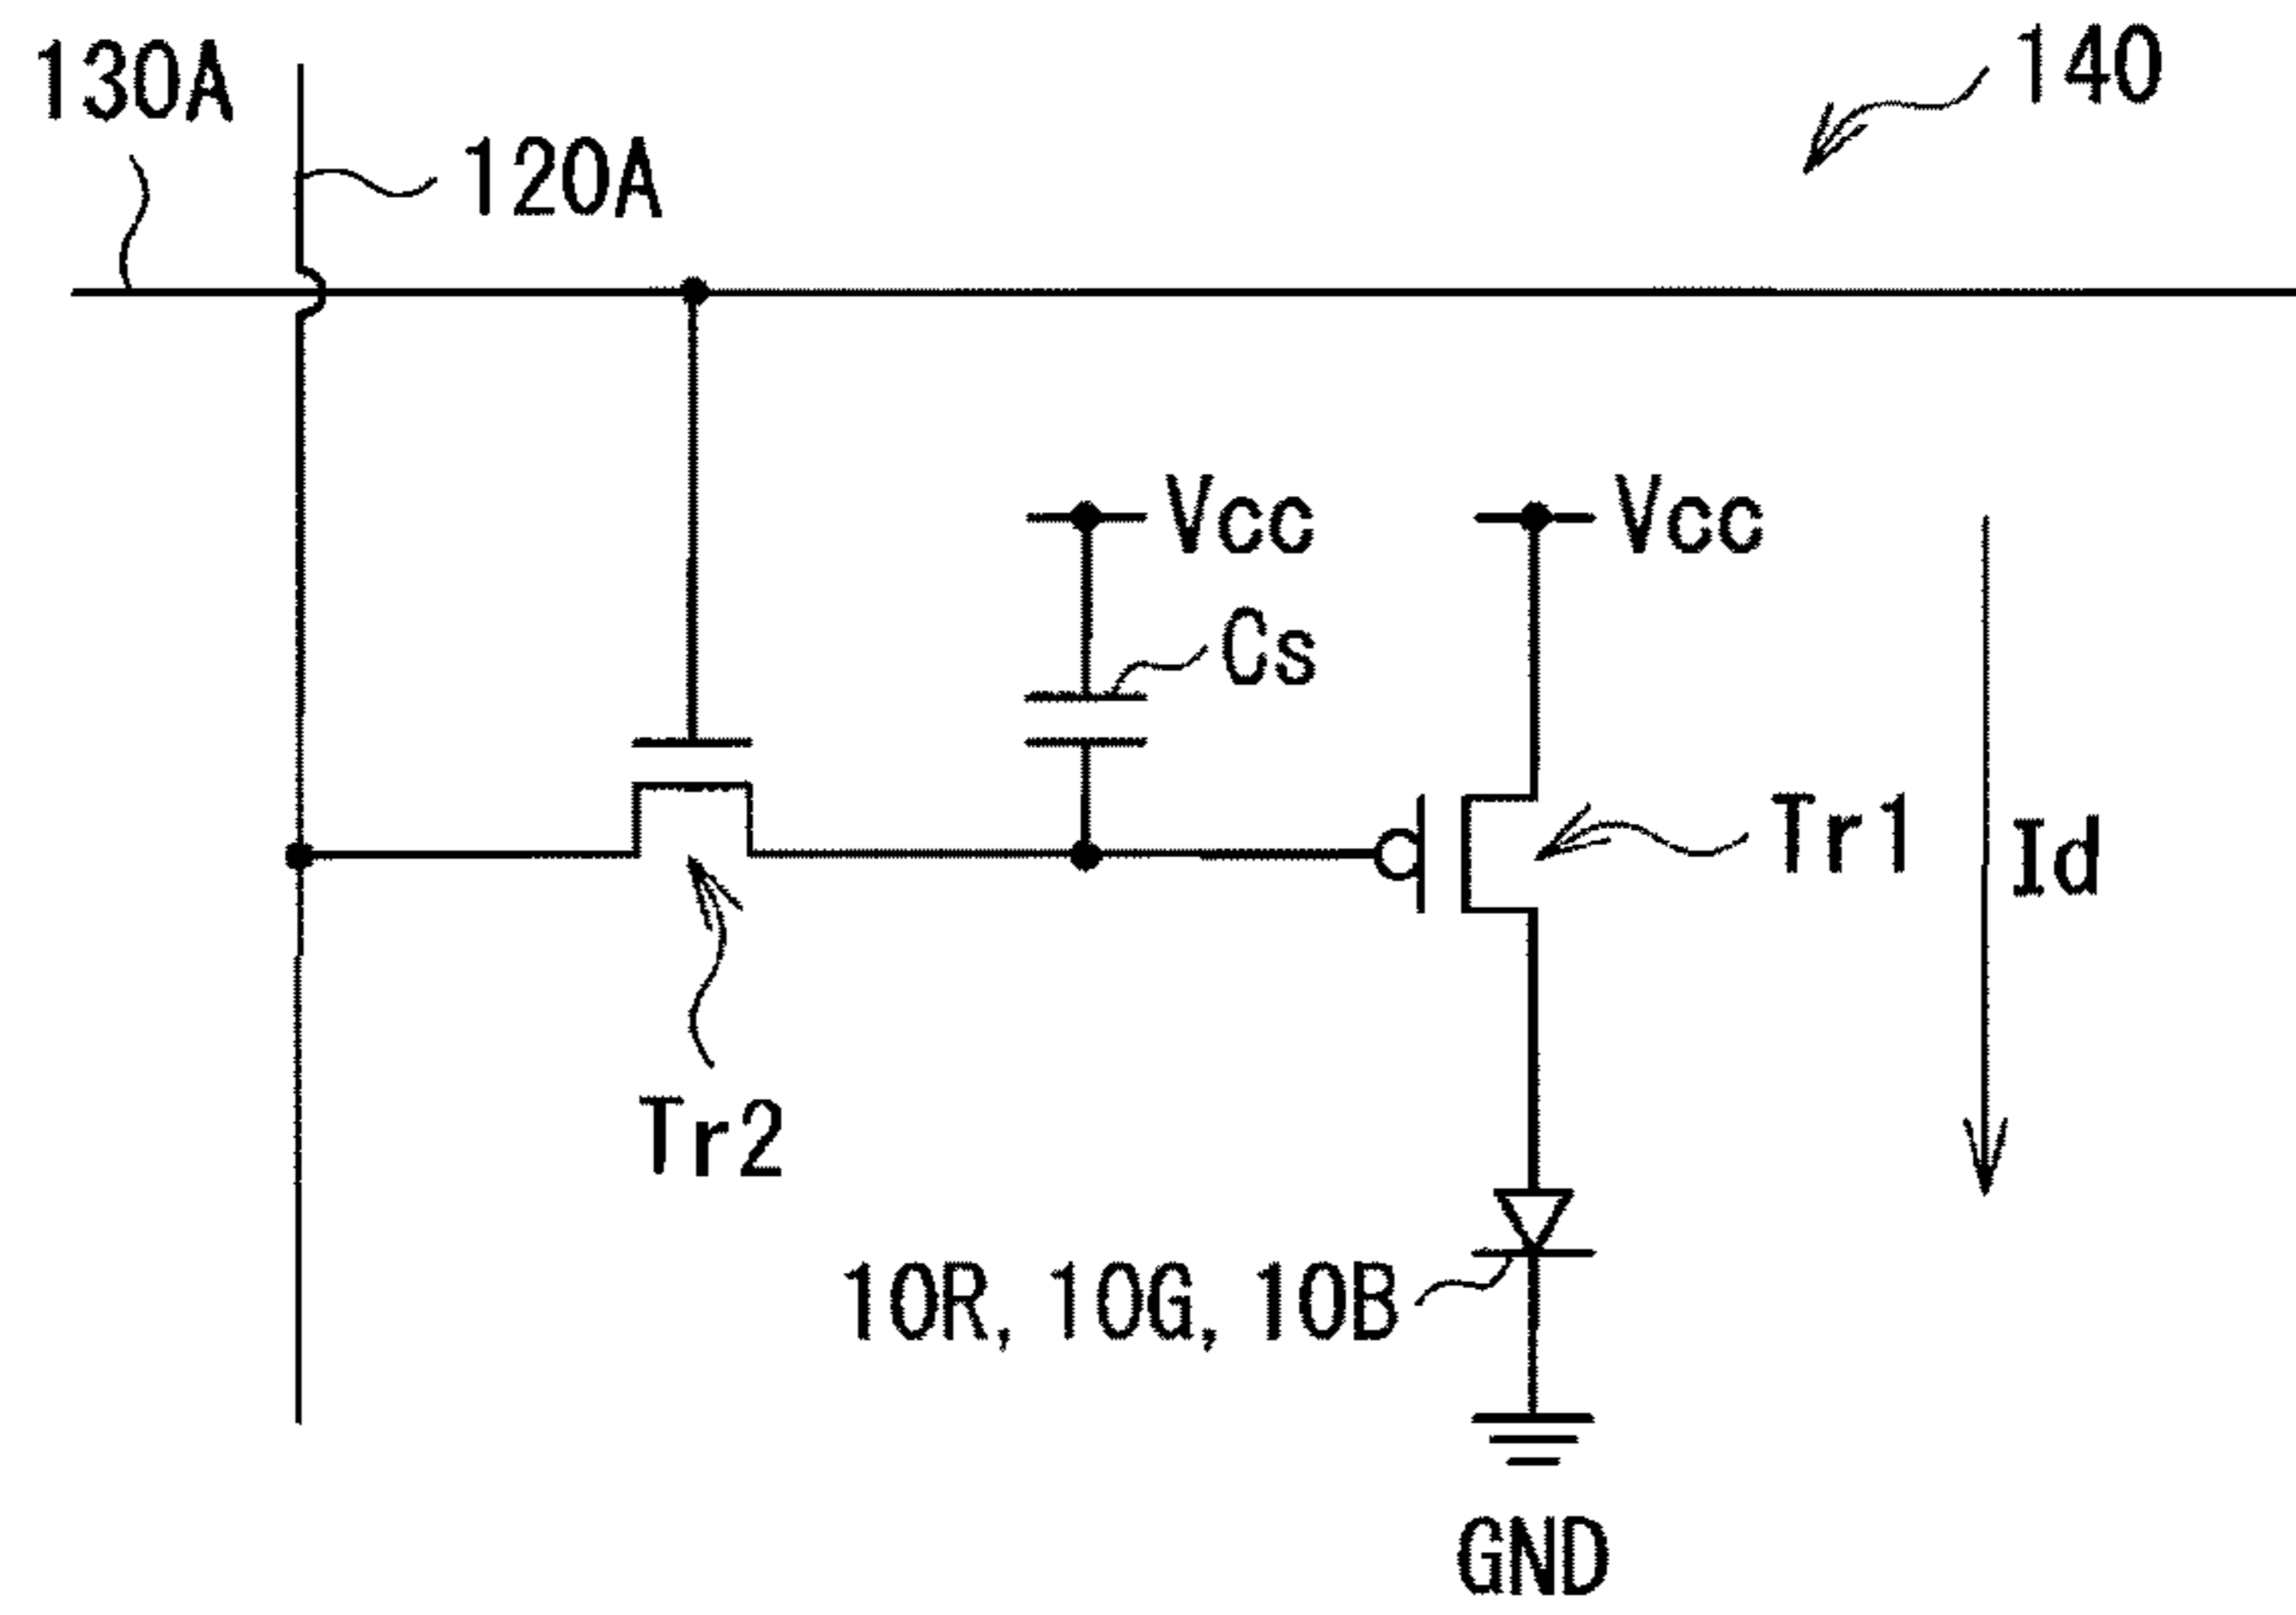 130A
140
120A
Vcc
Vcc
Cs
Tr1
Id
Tr2
10R, 10G, 10B
GND